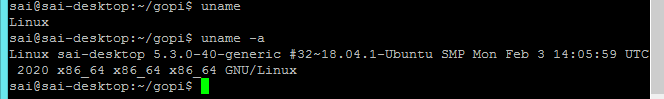 sai@sai-desktop:~/gopi$ uname
Linux
sai@sai-desktop:~/gopi$ uname -a
Linux sai-desktop 5.3.0-40-generic #32~18.04.1-Ubuntu SMP Mon Feb 3 14:05:59 UTC
 2020 x86_64 x86_64 x86_64 GNU/Linux
sai@sai-desktop:~/gopi$